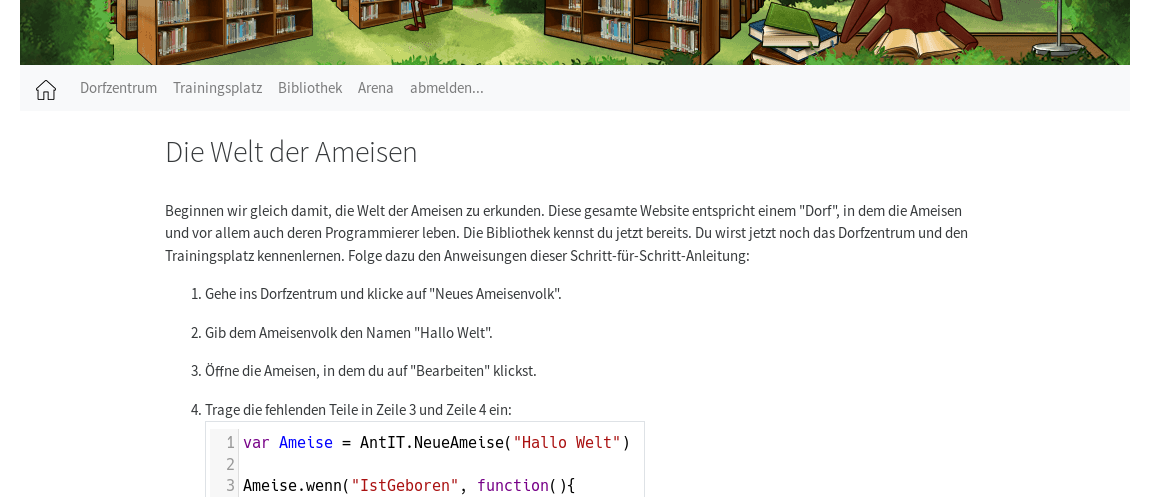 Dorfzentrum Trainingsplatz Bibliothek Arena abmelden...
Die Welt der Ameisen
Beginnen wir gleich damit, die Welt der Ameisen zu erkunden. Diese gesamte Website entspricht einem "Dorf", in dem die Ameisen
und vor allem auch deren Programmierer leben. Die Bibliothek kennst du jetzt bereits. Du wirst jetzt noch das Dorfzentrum und den
Trainingsplatz kennenlernen. Folge dazu den Anweisungen dieser Schritt-für-Schritt-Anleitung:
1. Gehe ins Dorfzentrum und klicke auf "Neues Ameisenvolk".
2. Gib dem Ameisenvolk den Namen "Hallo Welt".
3. Öffne die Ameisen, in dem du auf "Bearbeiten" klickst.
4. Trage die fehlenden Teile in Zeile 3 und Zeile 4 ein:
1 var Ameise = AntIT.NeueAmeise("Hallo Welt")
2
3 Ameise.wenn("IstGeboren", function(){